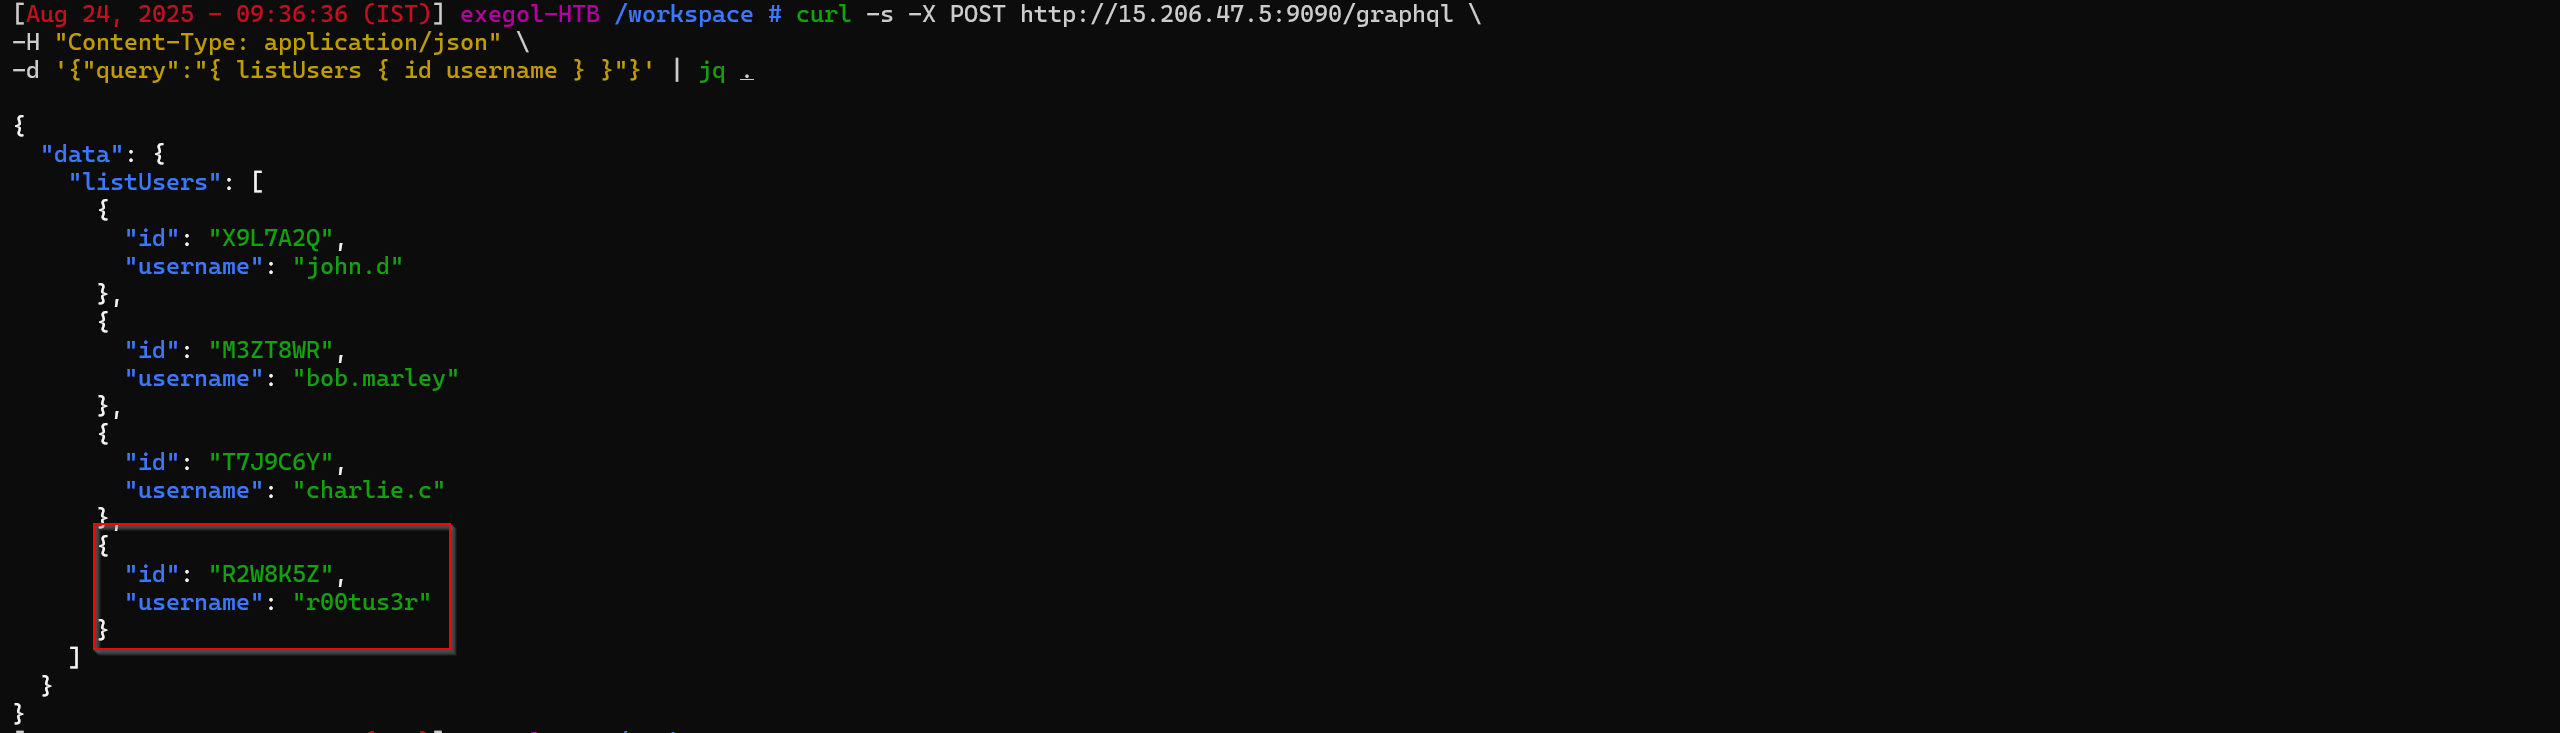 [Aug 24, 2025 - 09:36:36 (IST)] exegol-HTB /workspace # curl -s -X POST http://15.206.47.5:9090/graphql \
-H "Content-Type: application/json" \
-d '{"query":"{ listUsers { id username } }"}' | jq .
{
  "data": {
    "listUsers": [
      {
        "id": "X9L7A2Q",
        "username": "john.d"
      },
      {
        "id": "M3ZT8WR",
        "username": "bob.marley"
      },
      {
        "id": "T7J9C6Y",
        "username": "charlie.c"
      },
      {
        "id": "R2W8K5Z",
        "username": "r00tus3r"
      }
    ]
  }
}